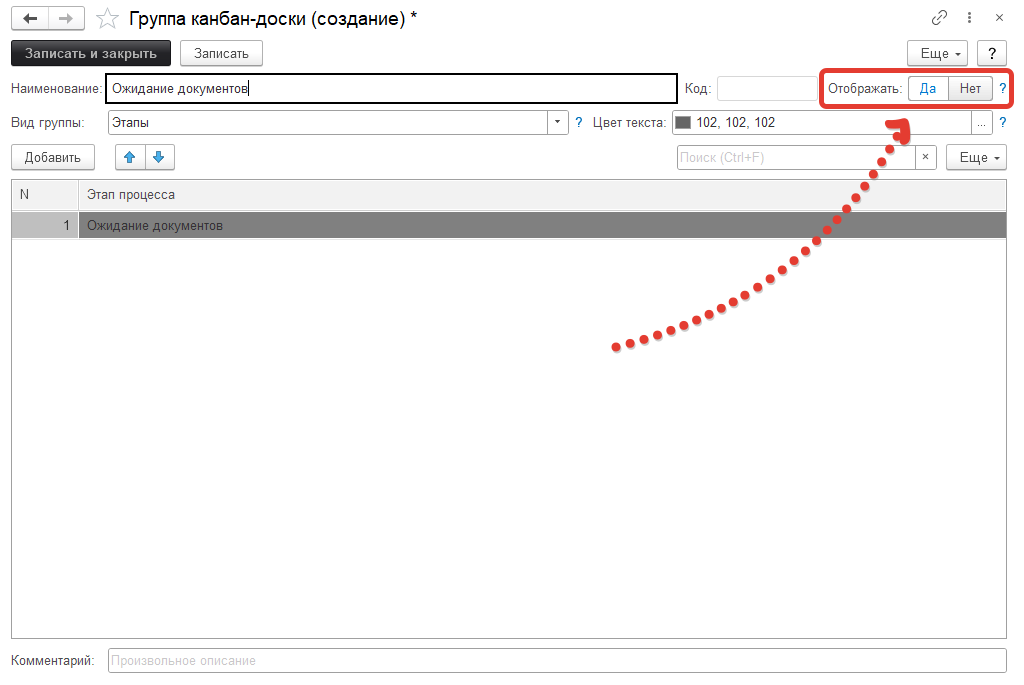 Группа канбан-доски (создание) *
Записать и закрыть Записать Еще ?
Наименование: Ожидание документов Код: Отображать: Да Нет ?
Вид группы: Этапы ? Цвет текста: 102, 102, 102 ... ?
Добавить Поиск (Ctrl+F) × Еще
N Этап процесса
1 Ожидание документов
Комментарий: Произвольное описание